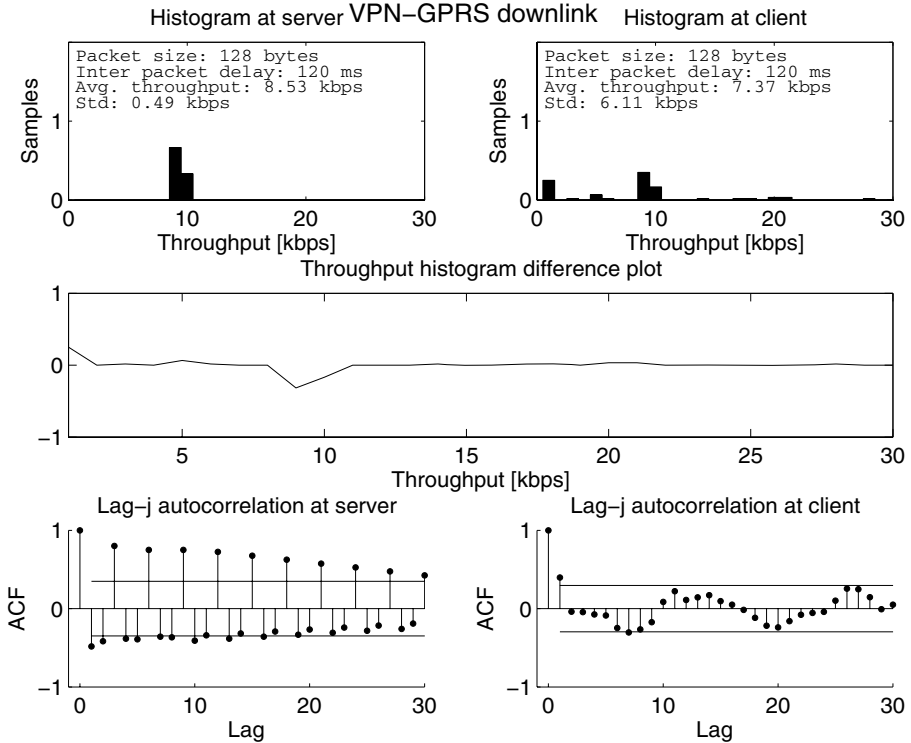 VPN−GPRS downlink
Histogram at server
Packet size: 128 bytes
Inter packet delay: 120 ms
Avg. throughput: 8.53 kbps
Std: 0.49 kbps
Samples
1
0
0 10 20 30
Throughput [kbps]
Histogram at client
Packet size: 128 bytes
Inter packet delay: 120 ms
Avg. throughput: 7.37 kbps
Std: 6.11 kbps
Samples
1
0
0 10 20 30
Throughput [kbps]
Throughput histogram difference plot
1
0
−1
5 10 15 20 25 30
Throughput [kbps]
Lag−j autocorrelation at server
ACF
1
0
−1
0 10 20 30
Lag
Lag−j autocorrelation at client
ACF
1
0
−1
0 10 20 30
Lag